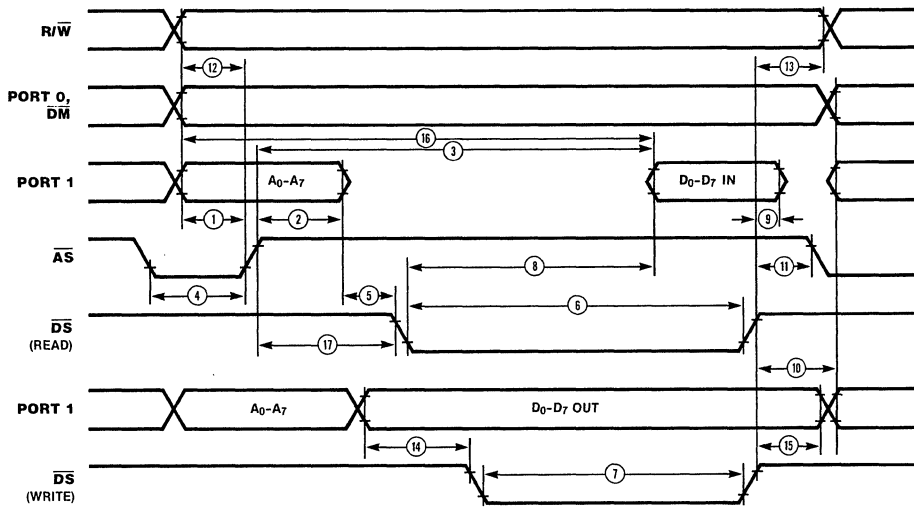 R/W̅
12
13
PORT 0,
D̅M̅
16
3
PORT 1
A₀-A₇
D₀-D₇ IN
1
2
9
A̅S̅
8
11
4
5
6
D̅S̅
(READ)
17
10
PORT 1
A₀-A₇
D₀-D₇ OUT
14
15
7
D̅S̅
(WRITE)